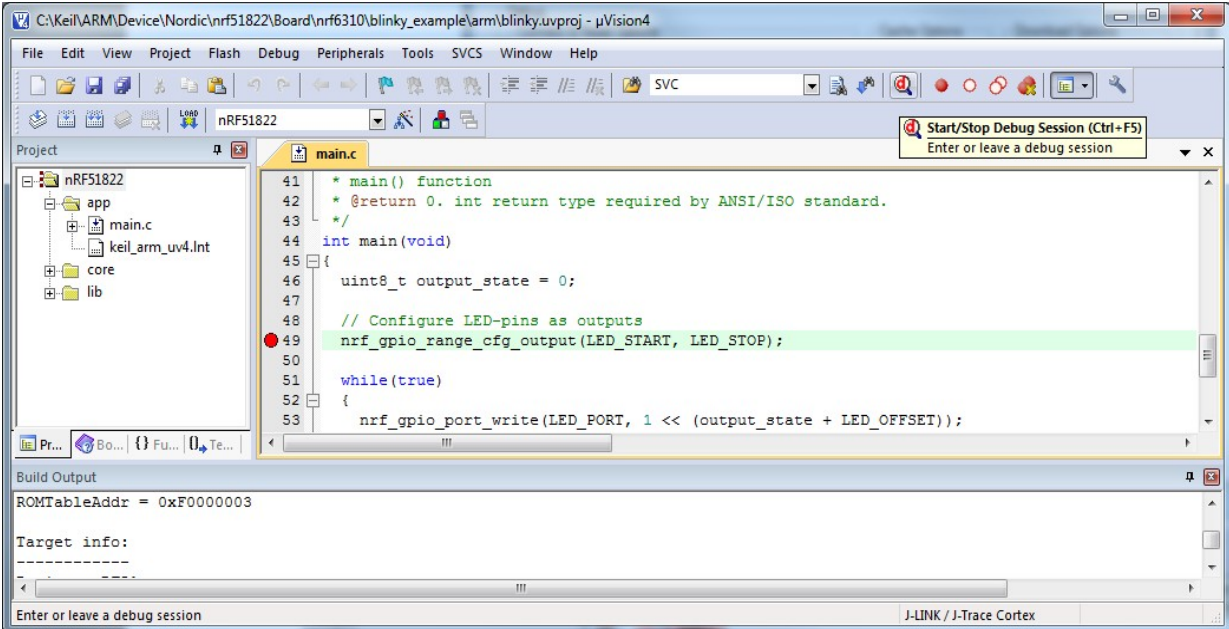 C:\Keil\ARM\Device\Nordic\nrf51822\Board\nrf6310\blinky_example\arm\blinky.uvproj - µVision4
File Edit View Project Flash Debug Peripherals Tools SVCS Window Help
SVC
LOAD nRF51822
Start/Stop Debug Session (Ctrl+F5)
Enter or leave a debug session
Project
main.c
nRF51822
app
main.c
keil_arm_uv4.lnt
core
lib
41 * main() function
42 * @return 0. int return type required by ANSI/ISO standard.
43 */
44 int main(void)
45 {
46 uint8_t output_state = 0;
47
48 // Configure LED-pins as outputs
49 nrf_gpio_range_cfg_output(LED_START, LED_STOP);
50
51 while(true)
52 {
53 nrf_gpio_port_write(LED_PORT, 1 << (output_state + LED_OFFSET));
Pr... Bo... {} Fu... 0 Te...
Build Output
ROMTableAddr = 0xF0000003
Target info:
------------
Enter or leave a debug session J-LINK / J-Trace Cortex